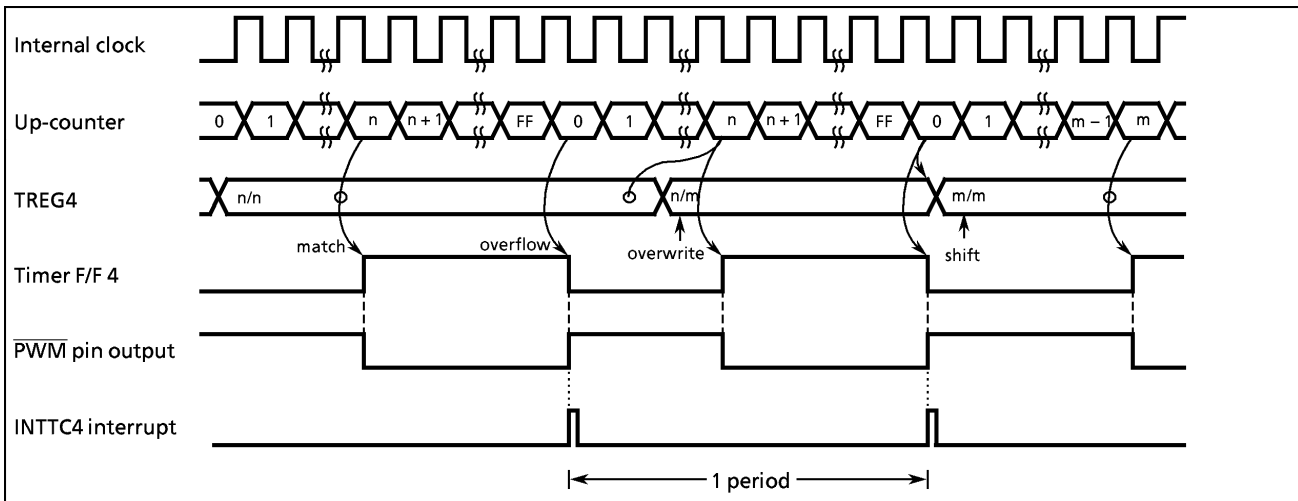 Internal clock
Up-counter
0 1 n n + 1 FF 0 1 n n + 1 FF 0 1 m − 1 m
TREG4
n/n n/m m/m
match overflow overwrite shift
Timer F/F 4
PWM pin output
INTTC4 interrupt
1 period